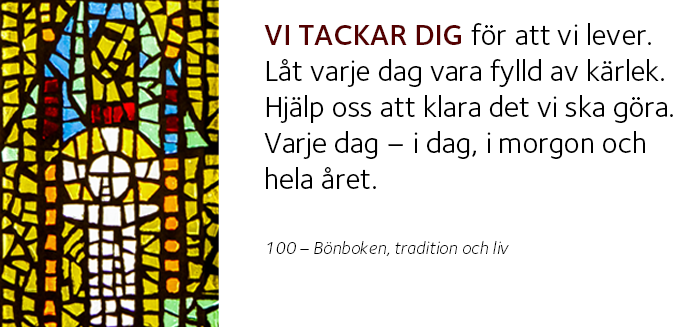 VI TACKAR DIG för att vi lever.
Låt varje dag vara fylld av kärlek.
Hjälp oss att klara det vi ska göra.
Varje dag – i dag, i morgon och
hela året.
100 – Bönboken, tradition och liv